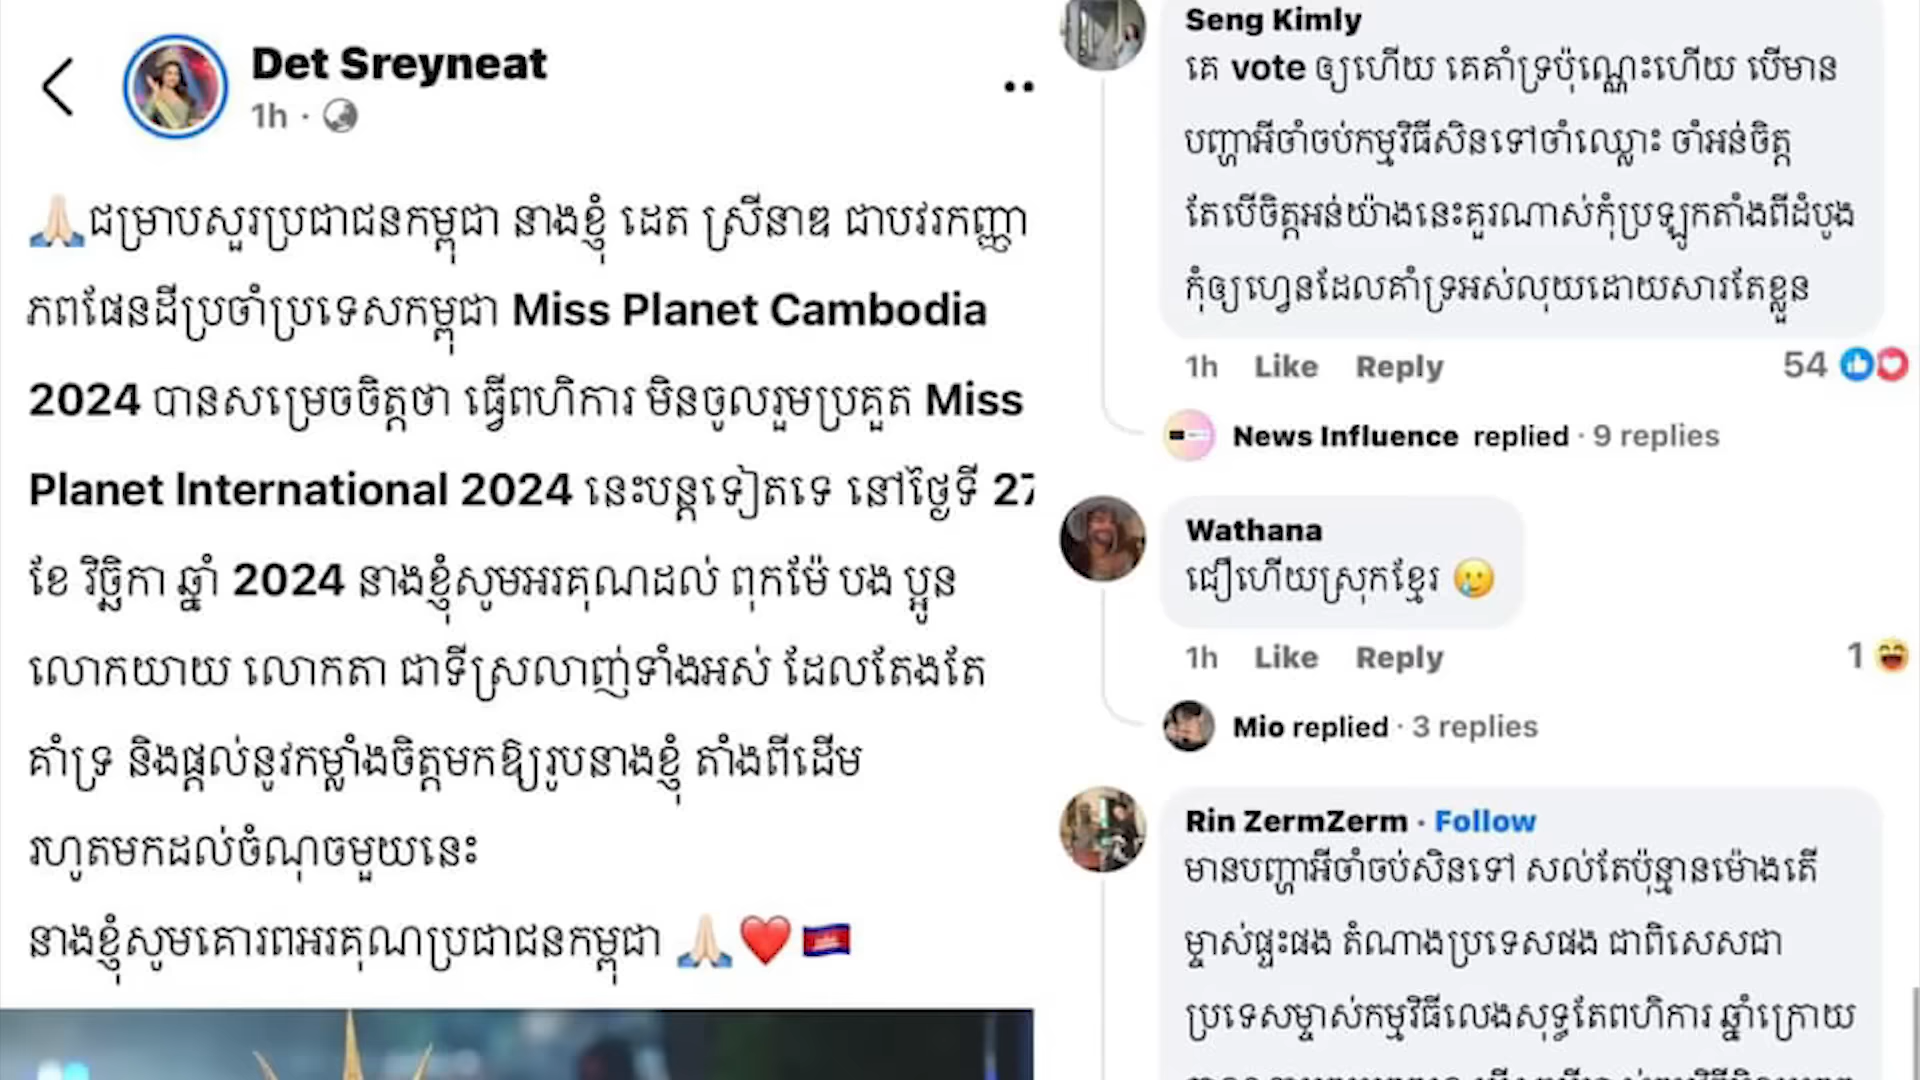 Det Sreyneat
1h ·
🙏🏻ជម្រាបសួរប្រជាជនកម្ពុជា នាងខ្ញុំ ដេត ស្រីនាឌ ជាបវរកញ្ញា
ភពផែនដីប្រចាំប្រទេសកម្ពុជា Miss Planet Cambodia
2024 បានសម្រេចចិត្តថា ធ្វើពហិការ មិនចូលរួមប្រគួត Miss
Planet International 2024 នេះបន្តទៀតទេ នៅថ្ងៃទី 27
ខែ វិច្ឆិកា ឆ្នាំ 2024 នាងខ្ញុំសូមអរគុណដល់ ពុកម៉ែ បង ប្អូន
លោកយាយ លោកតា ជាទីស្រលាញ់ទាំងអស់ ដែលតែងតែ
គាំទ្រ និងផ្តល់នូវកម្លាំងចិត្តមកឱ្យរូបនាងខ្ញុំ តាំងពីដើម
រហូតមកដល់ចំណុចមួយនេះ
នាងខ្ញុំសូមគោរពអរគុណប្រជាជនកម្ពុជា 🙏🏻❤️🇰🇭
Seng Kimly
គេ vote ឲ្យហើយ គេគាំទ្រប៉ុណ្ណេះហើយ បើមាន
បញ្ហាអីចាំចប់កម្មវិធីសិនទៅចាំឈ្លោះ ចាំអន់ចិត្ត
តែបើចិត្តអន់យ៉ាងនេះគួរណាស់កុំប្រឡូកតាំងពីដំបូង
កុំឲ្យហ្វេនដែលគាំទ្រអស់លុយដោយសារតែខ្លួន
1h Like Reply 54
News Influence replied · 9 replies
Wathana
ជឿហើយស្រុកខ្មែរ 🥲
1h Like Reply 1
Mio replied · 3 replies
Rin ZermZerm · Follow
មានបញ្ហាអីចាំចប់សិនទៅ សល់តែប៉ុន្មានម៉ោងតើ
ម្ចាស់ផ្ទះផង តំណាងប្រទេសផង ជាពិសេសជា
ប្រទេសម្ចាស់កម្មវិធីលេងសុទ្ធតែពហិការ ឆ្នាំក្រោយ